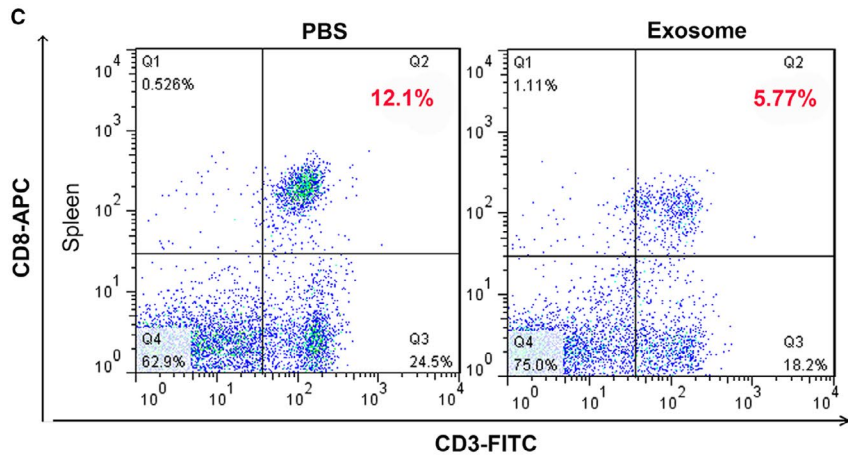 C
PBS
Exosome
CD8-APC
Spleen
10^4
10^3
10^2
10^1
10^0
Q1
0.526%
Q2
12.1%
Q4
62.9%
Q3
24.5%
10^0 10^1 10^2 10^3 10^4
10^4
10^3
10^2
10^1
10^0
Q1
1.11%
Q2
5.77%
Q4
75.0%
Q3
18.2%
10^0 10^1 10^2 10^3 10^4
CD3-FITC